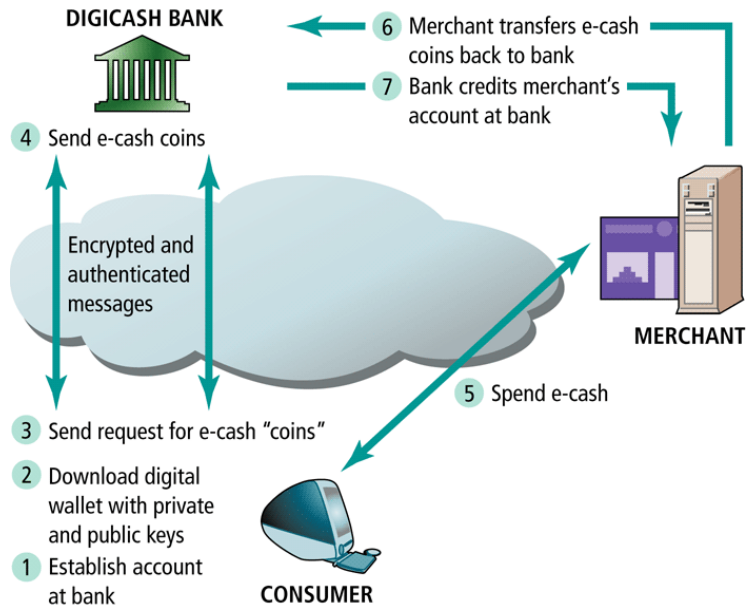 DIGICASH BANK
6 Merchant transfers e-cash
coins back to bank
7 Bank credits merchant's
account at bank
4 Send e-cash coins
Encrypted and
authenticated
messages
MERCHANT
5 Spend e-cash
3 Send request for e-cash “coins”
2 Download digital
wallet with private
and public keys
1 Establish account
at bank
CONSUMER